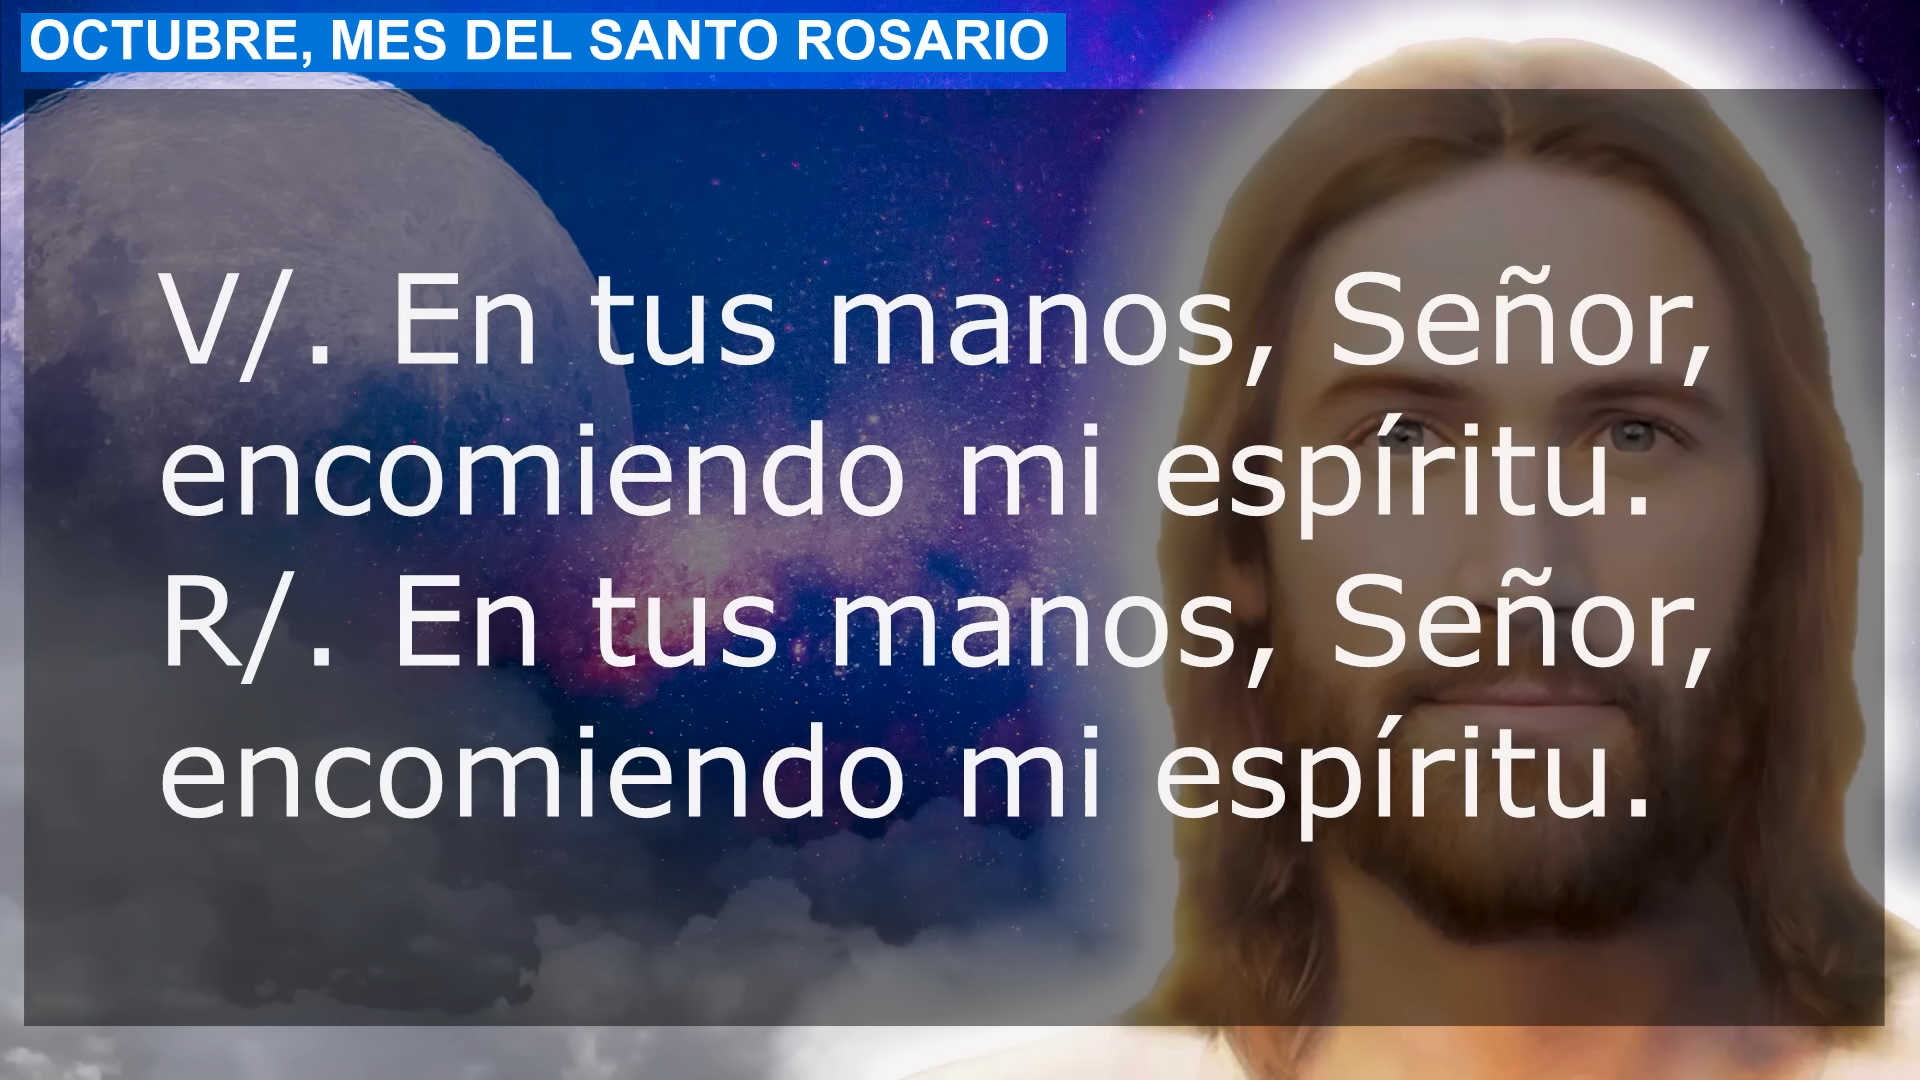 OCTUBRE, MES DEL SANTO ROSARIO
V/. En tus manos, Señor,
encomiendo mi espíritu.
R/. En tus manos, Señor,
encomiendo mi espíritu.